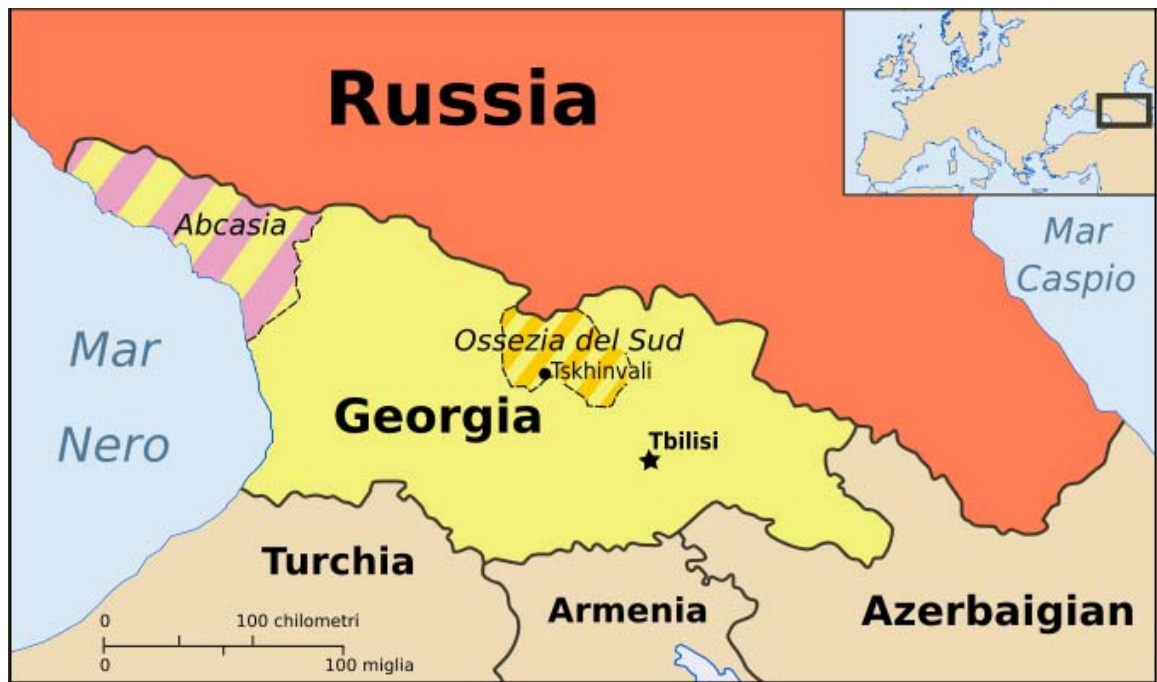 Russia
Abcasia
Mar
Caspio
Mar
Nero
Ossezia del Sud
Tskhinvali
Georgia
Tbilisi
Turchia
Armenia
Azerbaigian
0 100 chilometri
0 100 miglia